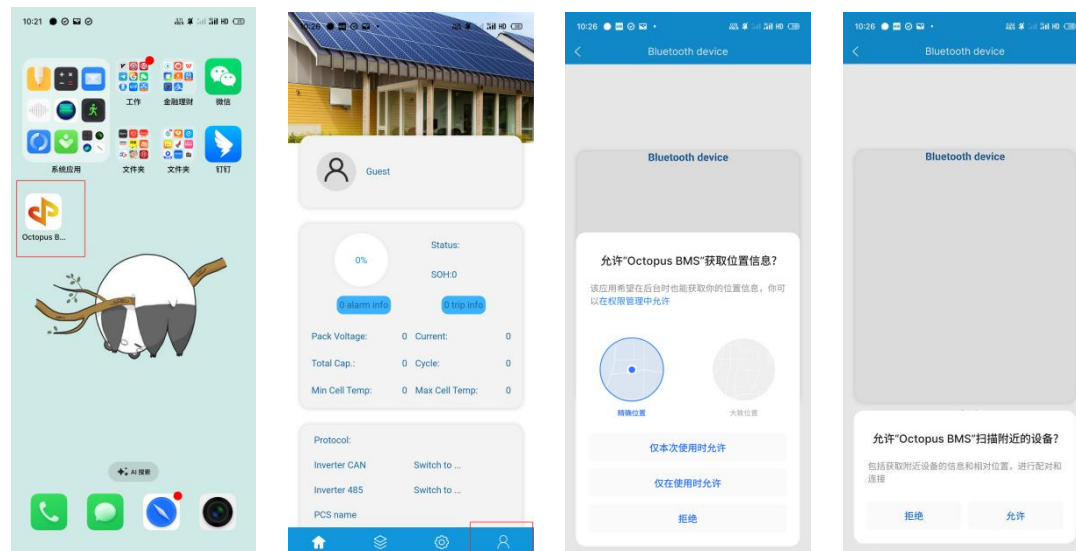 10:21
HD
工作
金融理财
微信
系统应用
文件夹
文件夹
钉钉
Octopus B...
AI 搜索
10:26
HD
Guest
0%
Status:
SOH:0
0 alarm info
0 trip info
Pack Voltage: 0 Current: 0
Total Cap.: 0 Cycle: 0
Min Cell Temp: 0 Max Cell Temp: 0
Protocol:
Inverter CAN Switch to ...
Inverter 485 Switch to ...
PCS name
10:26
HD
Bluetooth device
Bluetooth device
允许“Octopus BMS”获取位置信息？
该应用希望在后台时也能获取你的位置信息，你可
以在权限管理中允许
精确位置
大致位置
仅本次使用时允许
仅在使用时允许
拒绝
10:26
HD
Bluetooth device
Bluetooth device
允许“Octopus BMS”扫描附近的设备？
包括获取附近设备的信息和相对位置，进行配对和
连接
拒绝
允许